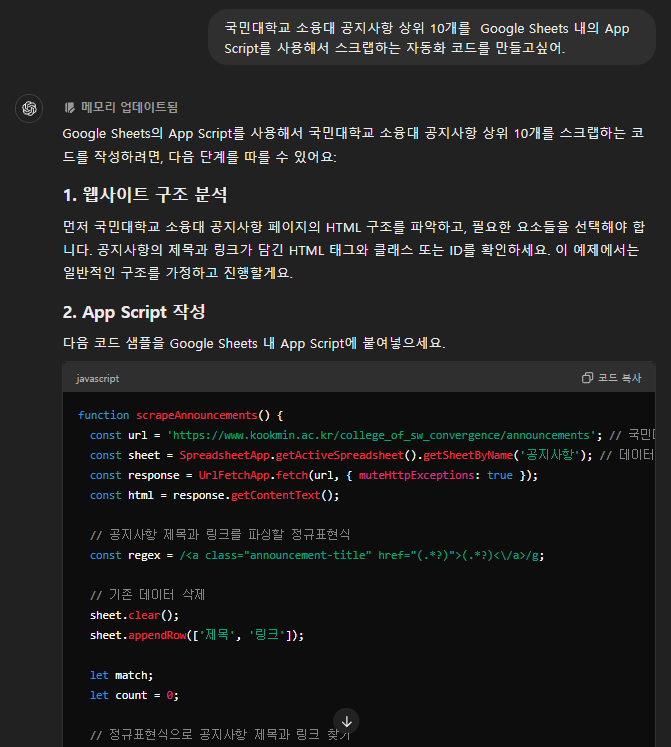 국민대학교 소융대 공지사항 상위 10개를  Google Sheets 내의 App
Script를 사용해서 스크랩하는 자동화 코드를 만들고싶어.
메모리 업데이트됨
Google Sheets의 App Script를 사용해서 국민대학교 소융대 공지사항 상위 10개를 스크랩하는 코
드를 작성하려면, 다음 단계를 따를 수 있어요:
1. 웹사이트 구조 분석
먼저 국민대학교 소융대 공지사항 페이지의 HTML 구조를 파악하고, 필요한 요소들을 선택해야 합
니다. 공지사항의 제목과 링크가 담긴 HTML 태그와 클래스 또는 ID를 확인하세요. 이 예제에서는
일반적인 구조를 가정하고 진행할게요.
2. App Script 작성
다음 코드 샘플을 Google Sheets 내 App Script에 붙여넣으세요.
javascript 코드 복사
function scrapeAnnouncements() {
const url = 'https://www.kookmin.ac.kr/college_of_sw_convergence/announcements'; // 국민
const sheet = SpreadsheetApp.getActiveSpreadsheet().getSheetByName('공지사항'); // 데이터
const response = UrlFetchApp.fetch(url, { muteHttpExceptions: true });
const html = response.getContentText();
// 공지사항 제목과 링크를 파싱할 정규표현식
const regex = /<a class="announcement-title" href="(.*?)">(.*?)<\/a>/g;
// 기존 데이터 삭제
sheet.clear();
sheet.appendRow(['제목', '링크']);
let match;
let count = 0;
// 정규표현식으로 공지사항 제목과 링크 찾기